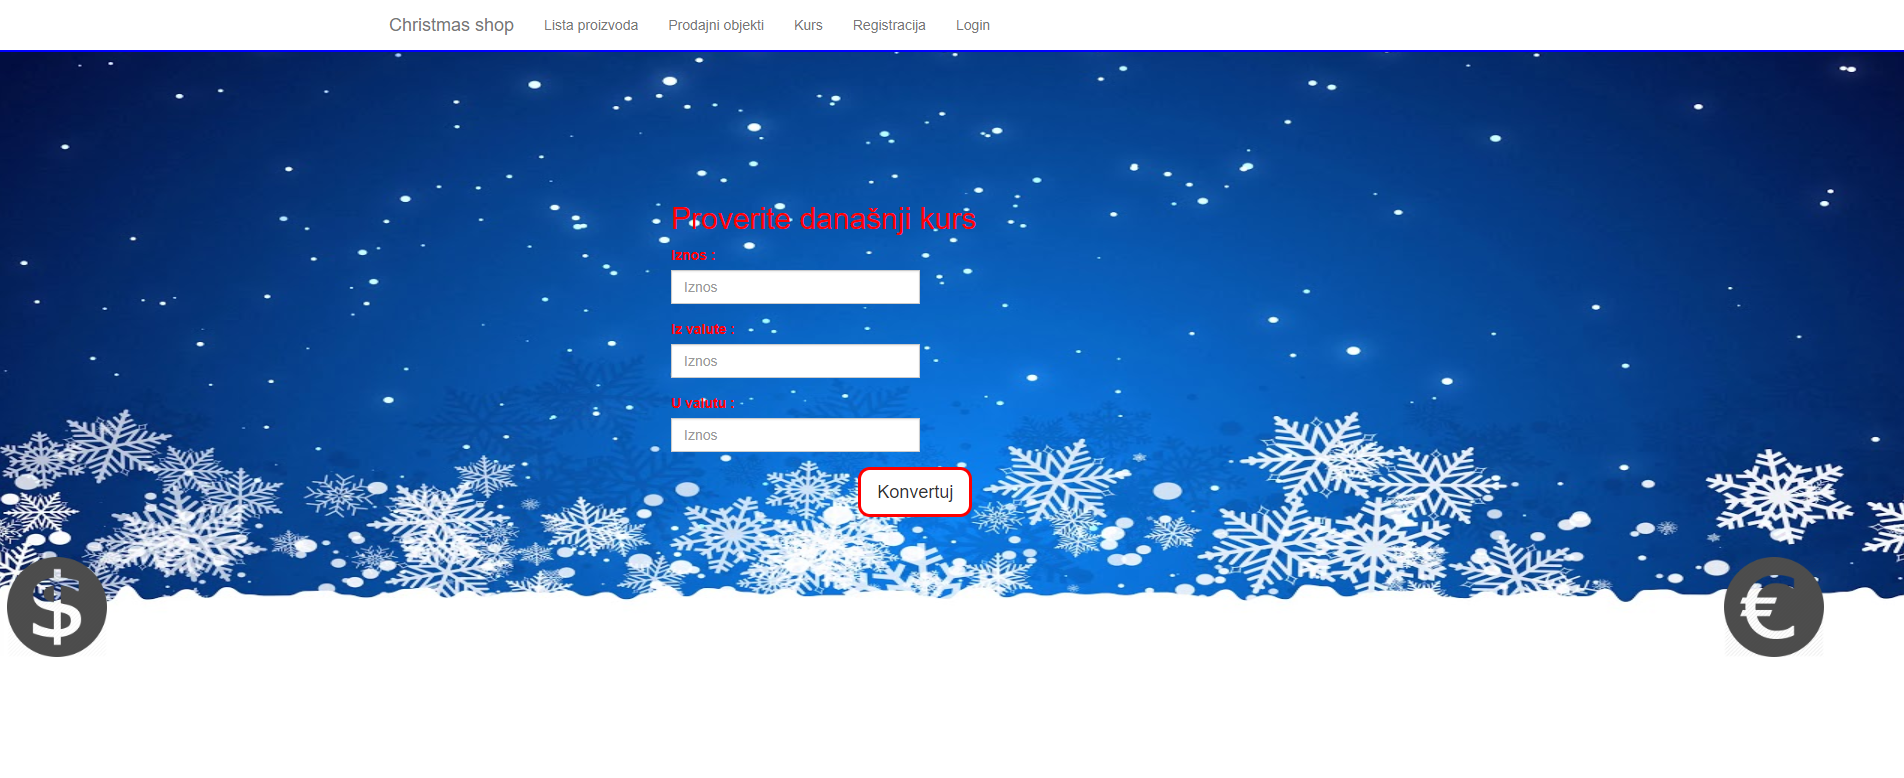 Christmas shop Lista proizvoda Prodajni objekti Kurs Registracija Login
Proverite današnji kurs
Iznos :
Iznos
Iz valute :
Iznos
U valutu :
Iznos
Konvertuj
$
€